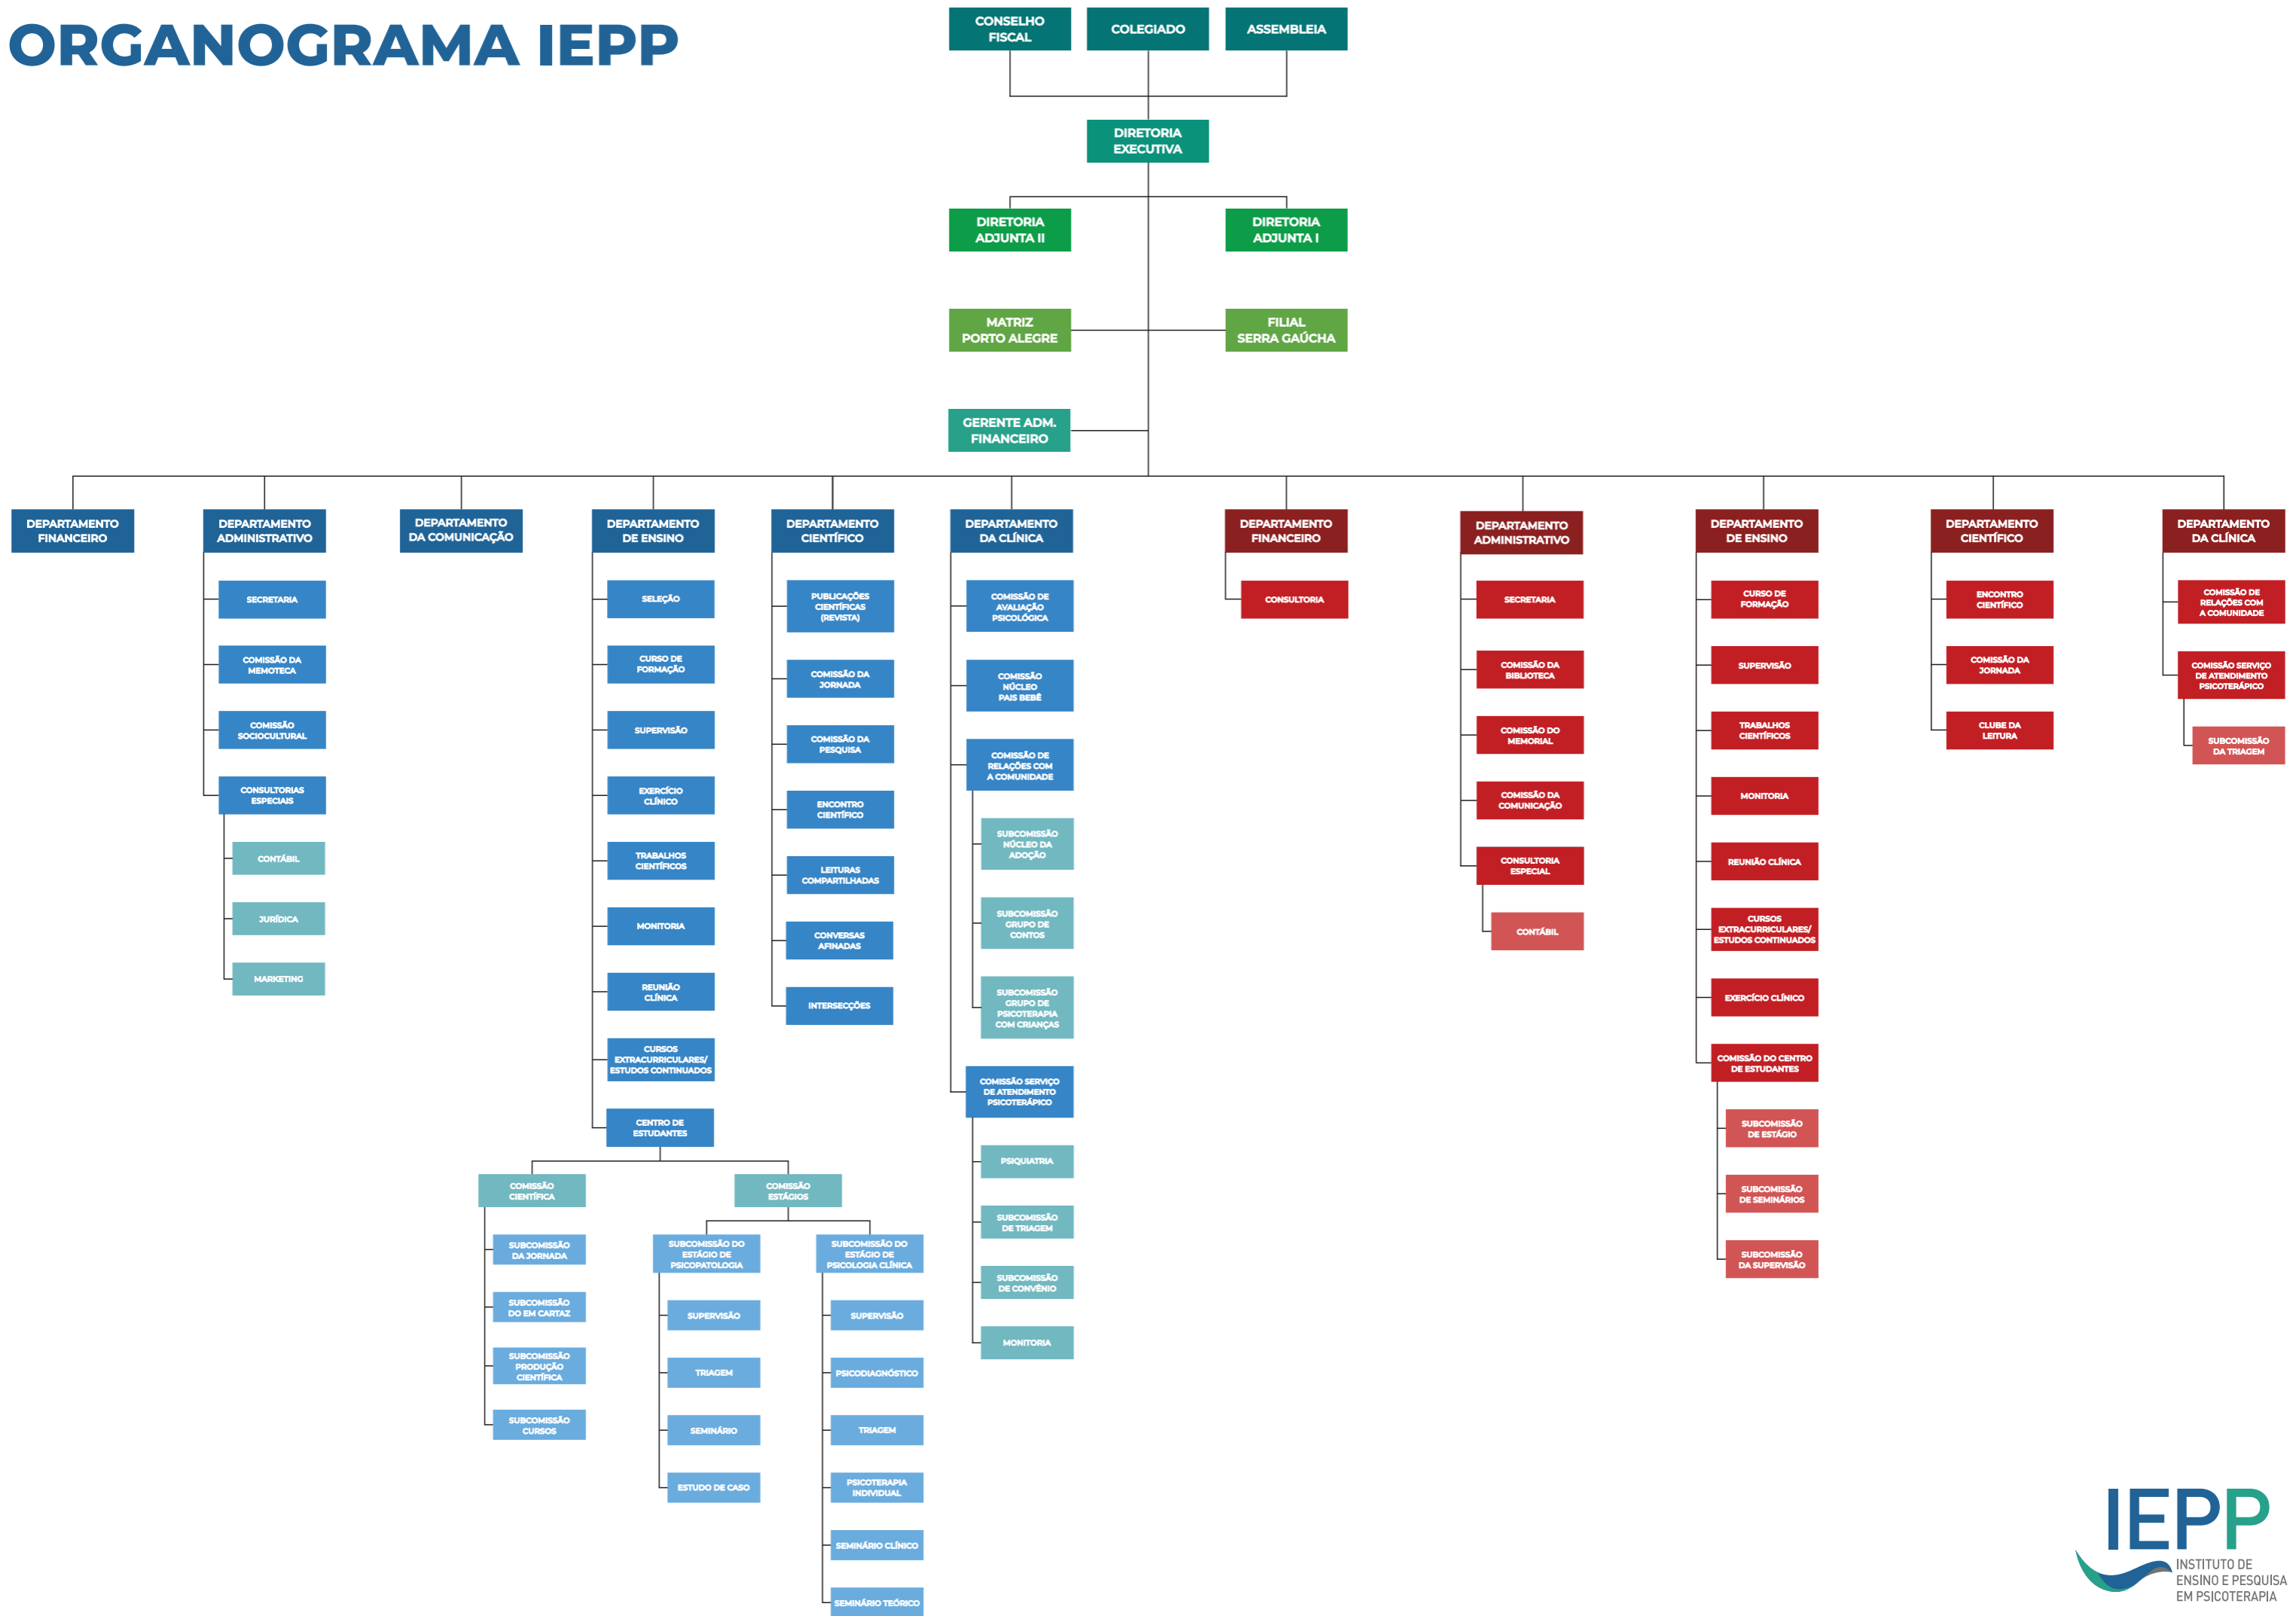 ORGANOGRAMA IEPP
CONSELHO
FISCAL
COLEGIADO
ASSEMBLEIA
DIRETORIA
EXECUTIVA
DIRETORIA
ADJUNTA II
DIRETORIA
ADJUNTA I
MATRIZ
PORTO ALEGRE
FILIAL
SERRA GAÚCHA
GERENTE ADM.
FINANCEIRO
DEPARTAMENTO
FINANCEIRO
DEPARTAMENTO
ADMINISTRATIVO
SECRETARIA
COMISSÃO DA
MEMOTECA
COMISSÃO
SOCIOCULTURAL
CONSULTORIAS
ESPECIAIS
CONTÁBIL
JURÍDICA
MARKETING
DEPARTAMENTO
DA COMUNICAÇÃO
DEPARTAMENTO
DE ENSINO
SELEÇÃO
CURSO DE
FORMAÇÃO
SUPERVISÃO
EXERCÍCIO
CLÍNICO
TRABALHOS
CIENTÍFICOS
MONITORIA
REUNIÃO
CLÍNICA
CURSOS
EXTRACURRICULARES/
ESTUDOS CONTINUADOS
CENTRO DE
ESTUDANTES
COMISSÃO
CIENTÍFICA
SUBCOMISSÃO
DA JORNADA
SUBCOMISSÃO
DO EM CARTAZ
SUBCOMISSÃO
PRODUÇÃO
CIENTÍFICA
SUBCOMISSÃO
CURSOS
COMISSÃO
ESTÁGIOS
SUBCOMISSÃO DO
ESTÁGIO DE
PSICOPATOLOGIA
SUPERVISÃO
TRIAGEM
SEMINÁRIO
ESTUDO DE CASO
SUBCOMISSÃO DO
ESTÁGIO DE
PSICOLOGIA CLÍNICA
SUPERVISÃO
PSICODIAGNÓSTICO
TRIAGEM
PSICOTERAPIA
INDIVIDUAL
SEMINÁRIO CLÍNICO
SEMINÁRIO TEÓRICO
DEPARTAMENTO
CIENTÍFICO
PUBLICAÇÕES
CIENTÍFICAS
(REVISTA)
COMISSÃO DA
JORNADA
COMISSÃO DA
PESQUISA
ENCONTRO
CIENTÍFICO
LEITURAS
COMPARTILHADAS
CONVERSAS
AFINADAS
INTERSECÇÕES
DEPARTAMENTO
DA CLÍNICA
COMISSÃO DE
AVALIAÇÃO
PSICOLÓGICA
COMISSÃO
NÚCLEO
PAIS BEBÊ
COMISSÃO DE
RELAÇÕES COM
A COMUNIDADE
SUBCOMISSÃO
NÚCLEO DA
ADOÇÃO
SUBCOMISSÃO
GRUPO DE
CONTOS
SUBCOMISSÃO
GRUPO DE
PSICOTERAPIA
COM CRIANÇAS
COMISSÃO SERVIÇO
DE ATENDIMENTO
PSICOTERÁPICO
PSIQUIATRIA
SUBCOMISSÃO
DE TRIAGEM
SUBCOMISSÃO
DE CONVÊNIO
MONITORIA
DEPARTAMENTO
FINANCEIRO
CONSULTORIA
DEPARTAMENTO
ADMINISTRATIVO
SECRETARIA
COMISSÃO DA
BIBLIOTECA
COMISSÃO DO
MEMORIAL
COMISSÃO DA
COMUNICAÇÃO
CONSULTORIA
ESPECIAL
CONTÁBIL
DEPARTAMENTO
DE ENSINO
CURSO DE
FORMAÇÃO
SUPERVISÃO
TRABALHOS
CIENTÍFICOS
MONITORIA
REUNIÃO CLÍNICA
CURSOS
EXTRACURRICULARES/
ESTUDOS CONTINUADOS
EXERCÍCIO CLÍNICO
COMISSÃO DO CENTRO
DE ESTUDANTES
SUBCOMISSÃO
DE ESTÁGIO
SUBCOMISSÃO
DE SEMINÁRIOS
SUBCOMISSÃO
DA SUPERVISÃO
DEPARTAMENTO
CIENTÍFICO
ENCONTRO
CIENTÍFICO
COMISSÃO DA
JORNADA
CLUBE DA
LEITURA
DEPARTAMENTO
DA CLÍNICA
COMISSÃO DE
RELAÇÕES COM
A COMUNIDADE
COMISSÃO SERVIÇO
DE ATENDIMENTO
PSICOTERÁPICO
SUBCOMISSÃO
DA TRIAGEM
IEPP
INSTITUTO DE
ENSINO E PESQUISA
EM PSICOTERAPIA